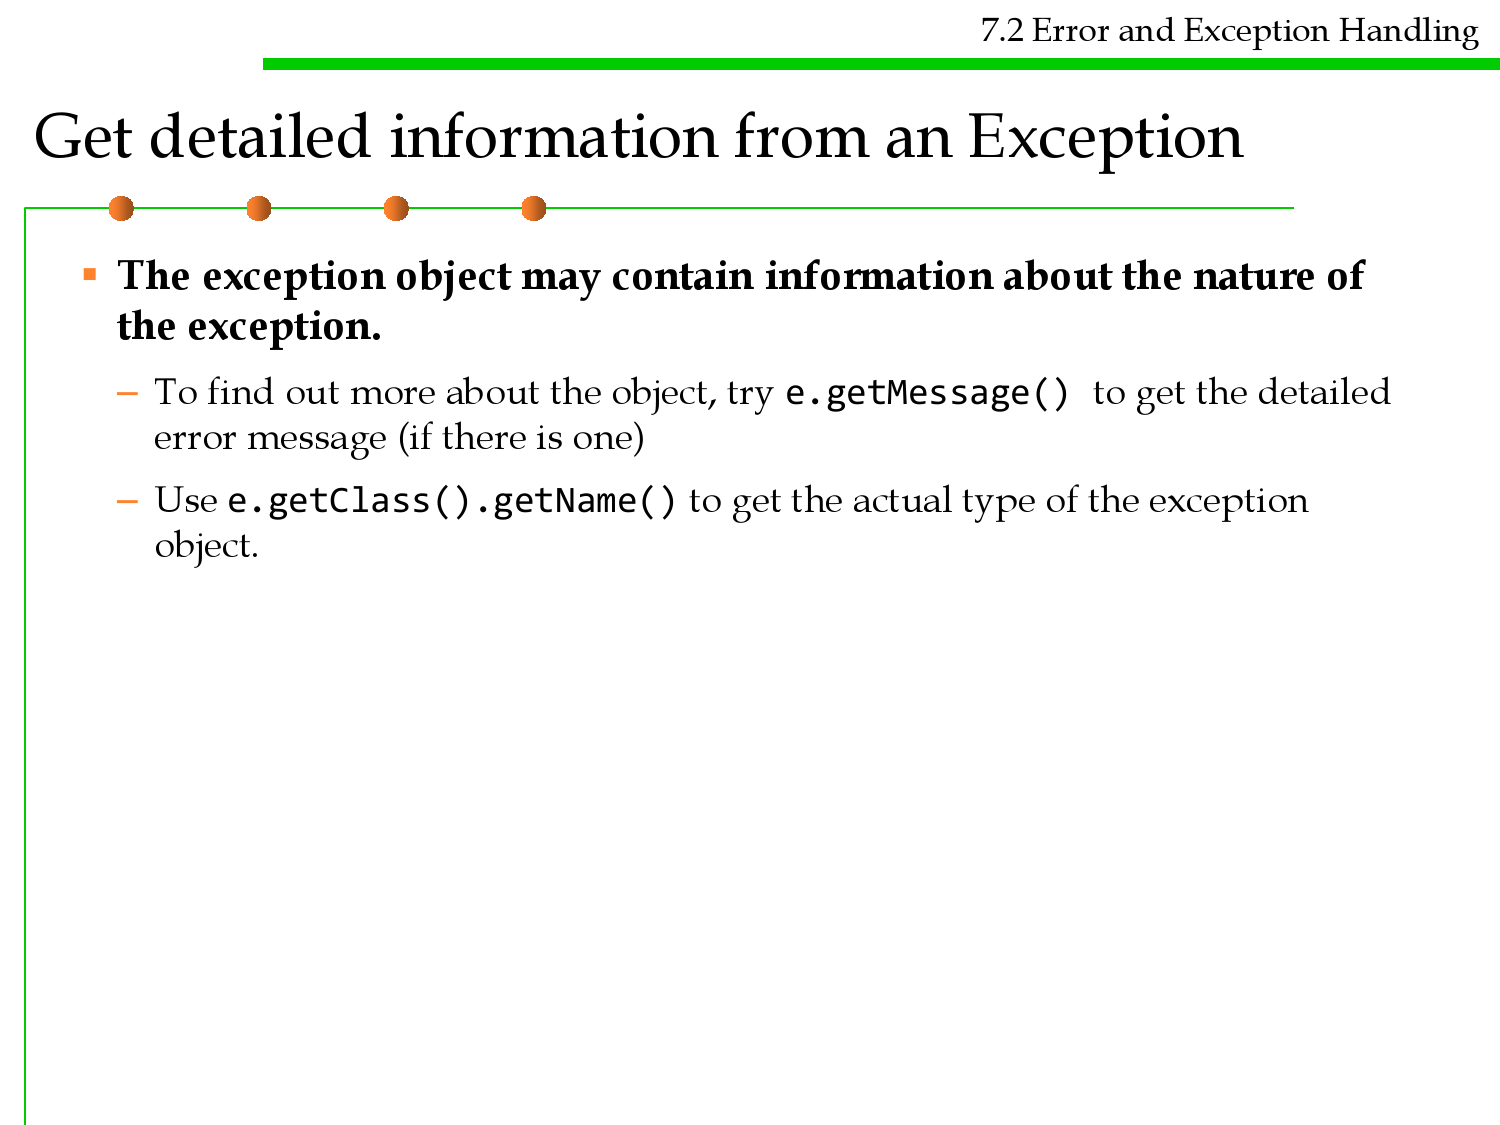 7.2 Error and Exception Handling
Get detailed information from an Exception
▪ The exception object may contain information about the nature of
the exception.
– To find out more about the object, try e.getMessage() to get the detailed
error message (if there is one)
– Use e.getClass().getName() to get the actual type of the exception
object.